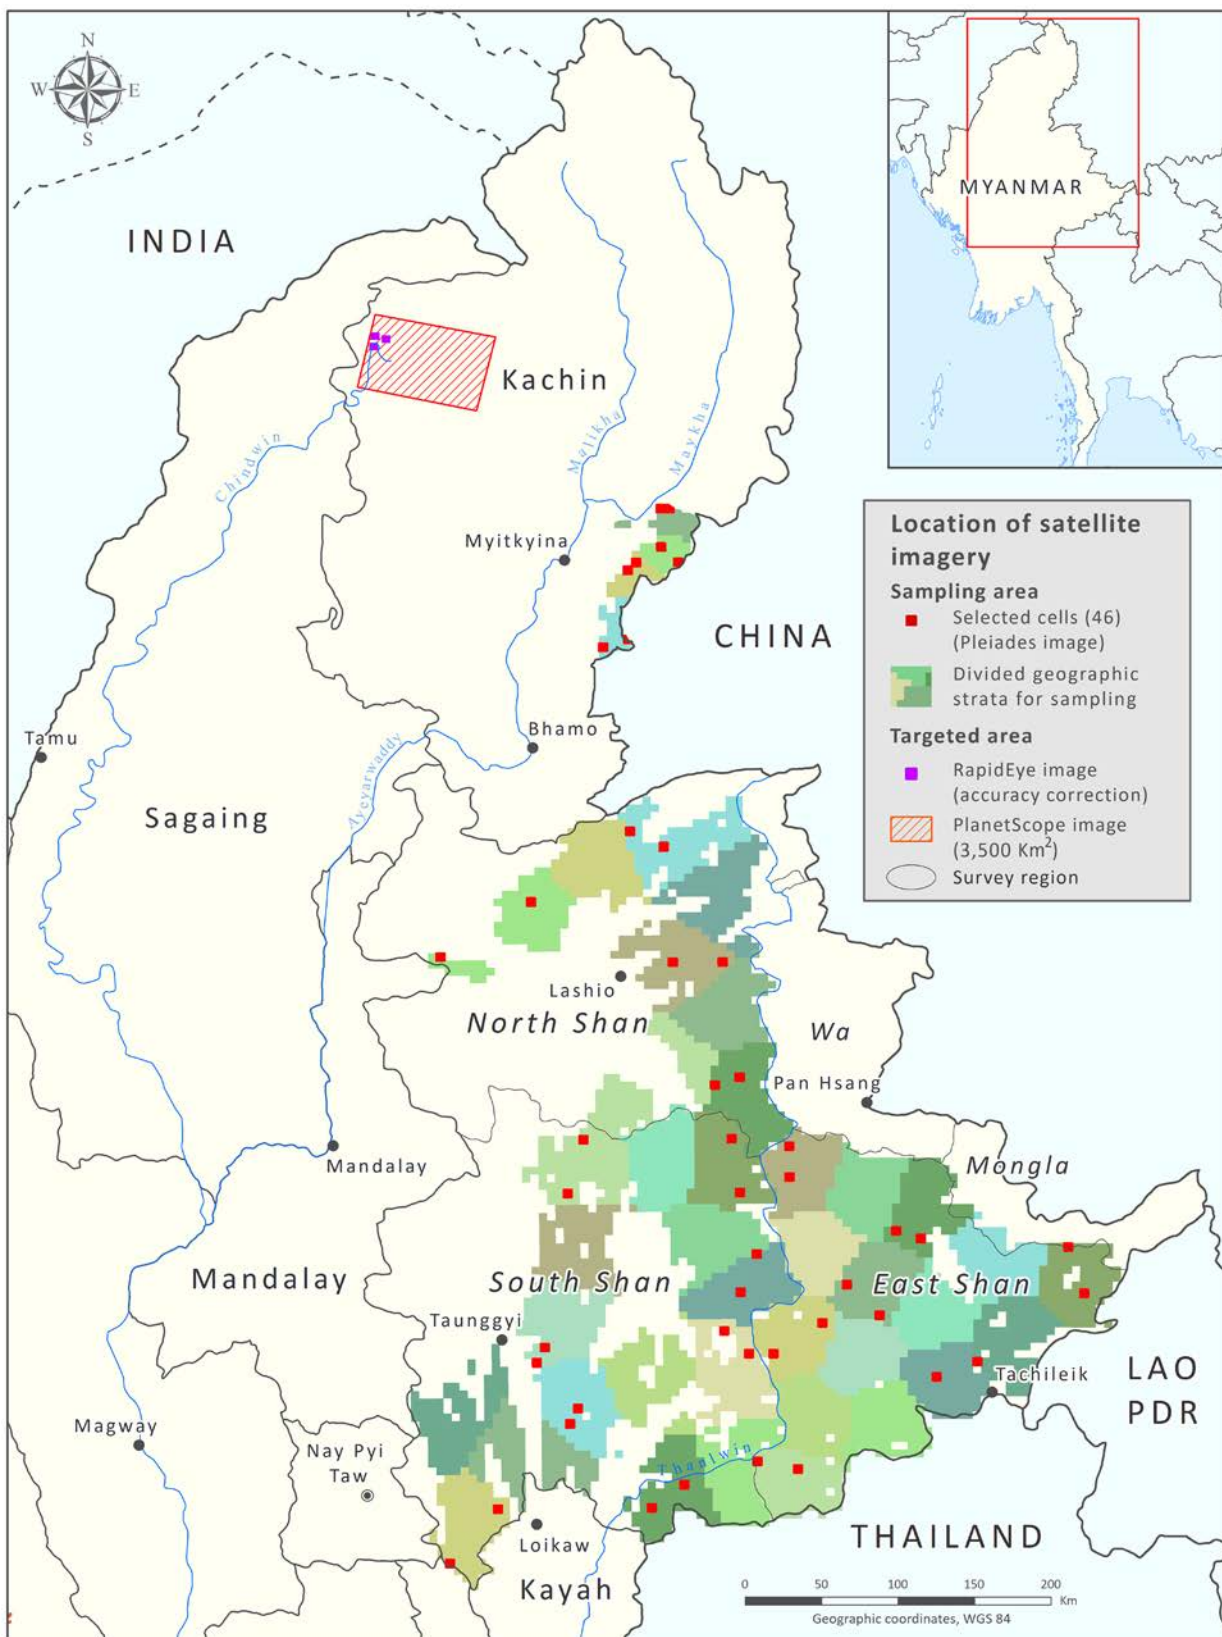 N
W
E
S
INDIA
MYANMAR
Kachin
Chindwin
Malikha
Maykha
Myitkyina
CHINA
Location of satellite
imagery
Sampling area
Selected cells (46)
(Pleiades image)
Divided geographic
strata for sampling
Targeted area
RapidEye image
(accuracy correction)
PlanetScope image
(3,500 Km²)
Survey region
Tamu
Bhamo
Ayeyarwaddy
Sagaing
Lashio
North Shan
Wa
Pan Hsang
Mandalay
Mongla
Mandalay
South Shan
East Shan
Taunggyi
Tachileik
LAO
PDR
Magway
Nay Pyi
Taw
Thanlwin
Loikaw
THAILAND
Kayah
0
50
100
150
200
Km
Geographic coordinates, WGS 84